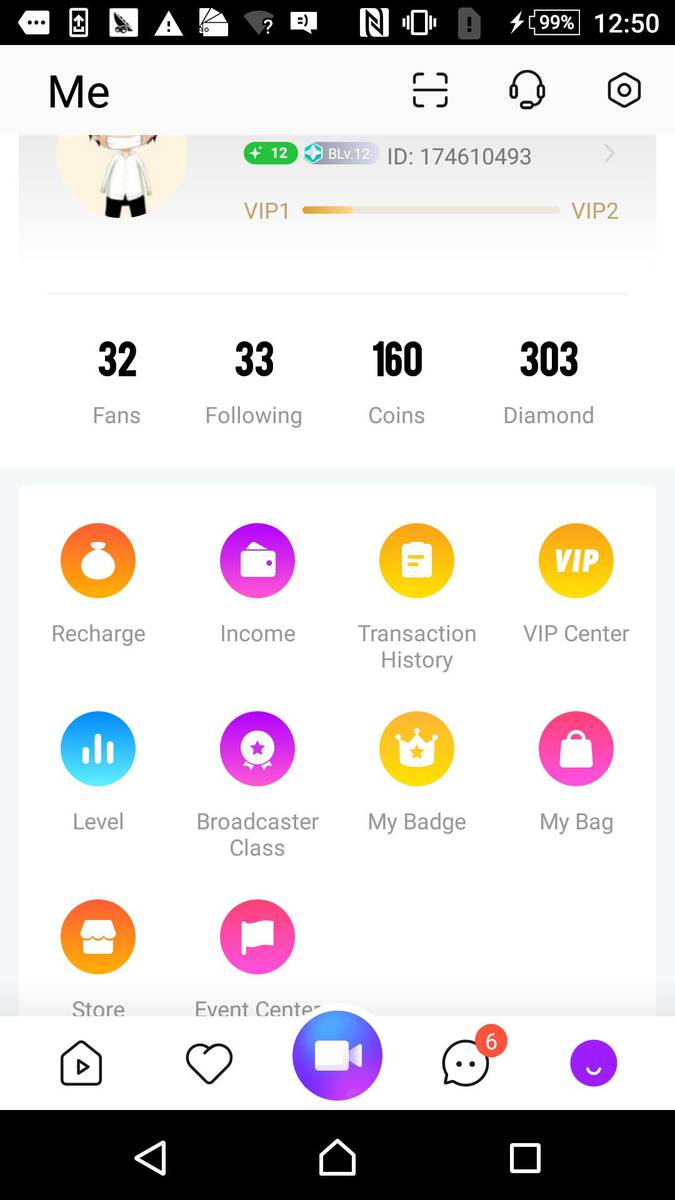 99% 12:50
Me
12 BLv.12 ID: 174610493
VIP1 VIP2
32 33 160 303
Fans Following Coins Diamond
VIP
Recharge Income Transaction History VIP Center
Level Broadcaster Class My Badge My Bag
Store Event Center
6